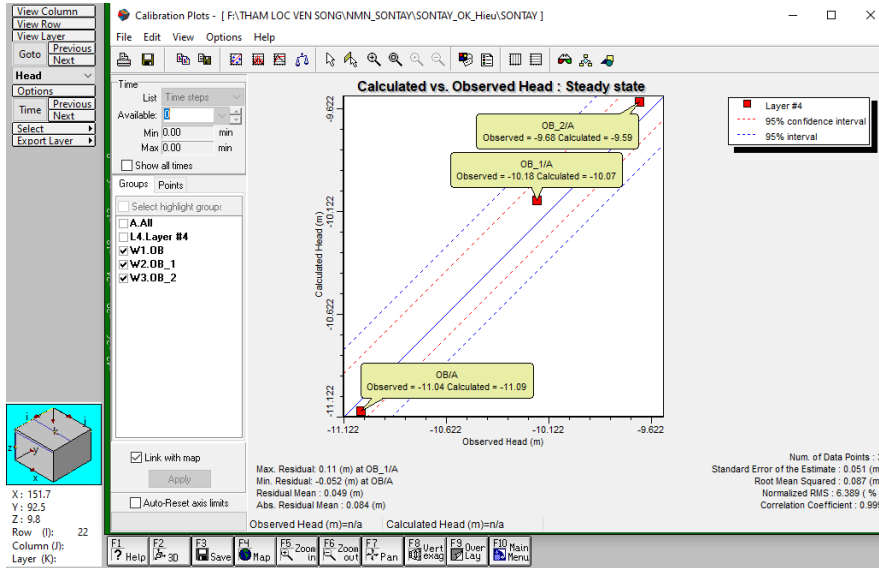 View Column
View Row
View Layer
Goto Previous
Next
Head
Options
Time Previous
Next
Select
Export Layer
Calibration Plots - [ F:\THAM LOC VEN SONG\NMN_SONTAY\SONTAY_OK_Hieu\SONTAY ]
File Edit View Options Help
Time
List Time steps
Available: 0
Min 0.00 min
Max 0.00 min
Show all times
Groups Points
Select highlight group:
A.All
L4.Layer #4
W1.OB
W2.OB_1
W3.OB_2
Link with map
Apply
Auto-Reset axis limits
Calculated vs. Observed Head : Steady state
Calculated Head (m)
-9.622
-10.122
-10.622
-11.122
OB_2/A
Observed = -9.68 Calculated = -9.59
OB_1/A
Observed = -10.18 Calculated = -10.07
OB/A
Observed = -11.04 Calculated = -11.09
-11.122 -10.622 -10.122 -9.622
Observed Head (m)
Layer #4
95% confidence interval
95% interval
Max. Residual: 0.11 (m) at OB_1/A
Min. Residual: -0.052 (m) at OB/A
Residual Mean : 0.049 (m)
Abs. Residual Mean : 0.084 (m)
Num. of Data Points :
Standard Error of the Estimate : 0.051 (m
Root Mean Squared : 0.087 (m
Normalized RMS : 6.389 ( %
Correlation Coefficient : 0.999
Observed Head (m)=n/a Calculated Head (m)=n/a
i j
k
z y
x
X : 151.7
Y : 92.5
Z : 9.8
Row (I): 22
Column (J):
Layer (K):
F1 ? Help
F2 3D
F3 Save
F4 Map
F5 Zoom in
F6 Zoom out
F7 Pan
F8 Vert exag
F9 Over Lay
F10 Main Menu